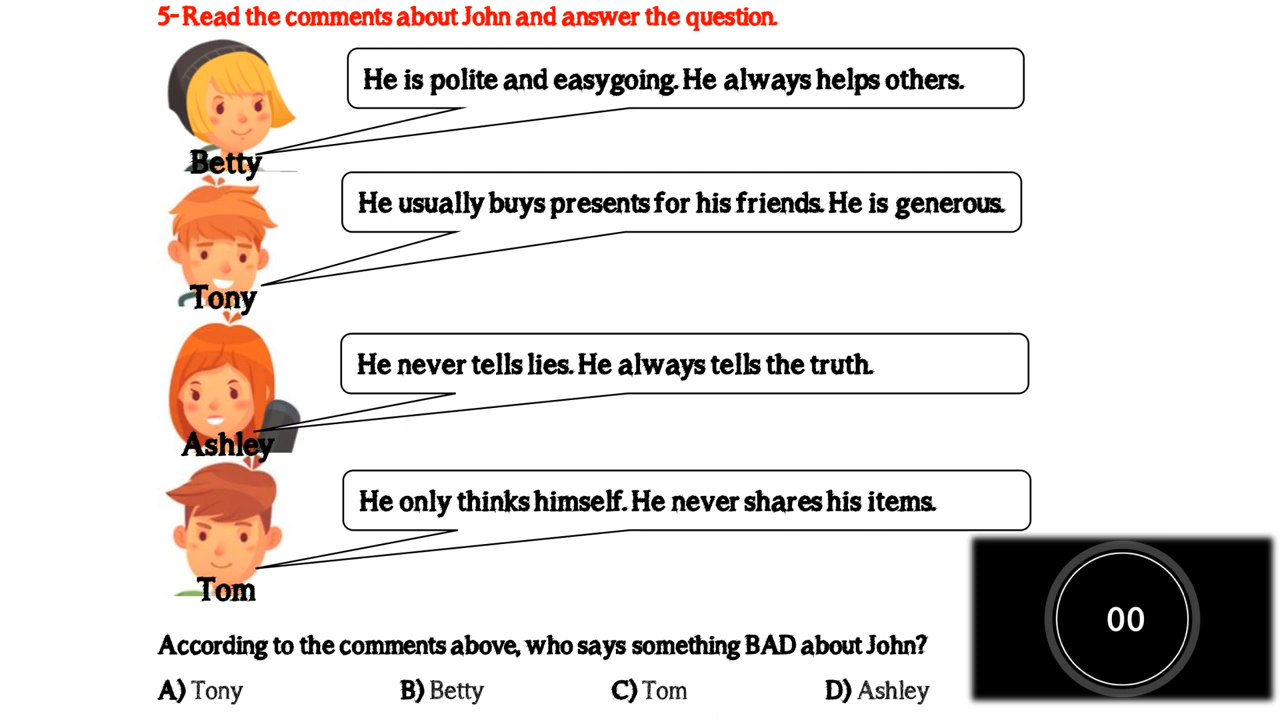 5-Read the comments about John and answer the question.
He is polite and easygoing. He always helps others.
Betty
He usually buys presents for his friends. He is generous.
Tony
He never tells lies. He always tells the truth.
Ashley
He only thinks himself. He never shares his items.
Tom
00
According to the comments above, who says something BAD about John?
A) Tony B) Betty C) Tom D) Ashley